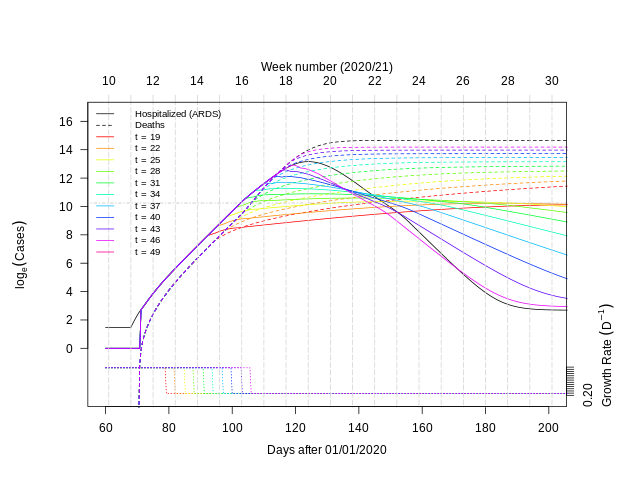 Week number (2020/21)
10 12 14 16 18 20 22 24 26 28 30
Hospitalized (ARDS)
Deaths
t = 19
t = 22
t = 25
t = 28
t = 31
t = 34
t = 37
t = 40
t = 43
t = 46
t = 49
16
14
12
10
8
6
4
2
0
logₑ(Cases)
0.20
Growth Rate (D⁻¹)
60 80 100 120 140 160 180 200
Days after 01/01/2020